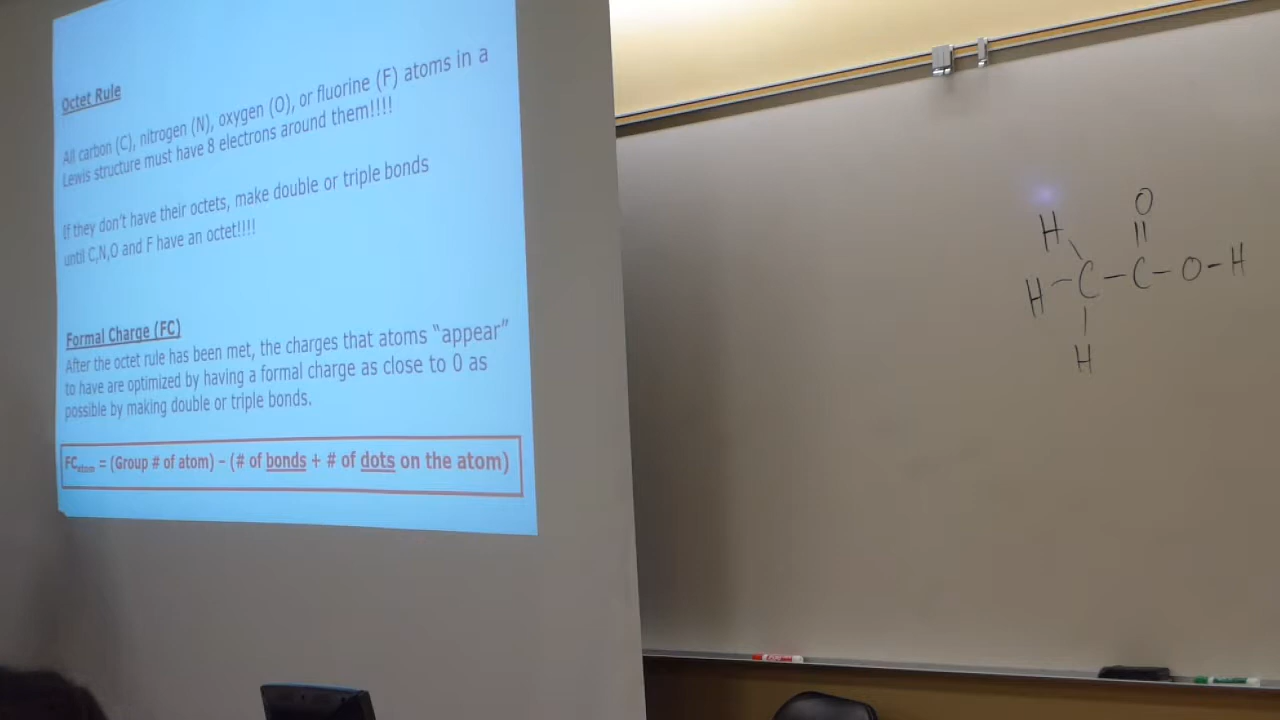 Octet Rule
All carbon (C), nitrogen (N), oxygen (O), or fluorine (F) atoms in a
Lewis structure must have 8 electrons around them!!!!
If they don't have their octets, make double or triple bonds
until C,N,O and F have an octet!!!!
Formal Charge (FC)
After the octet rule has been met, the charges that atoms "appear"
to have are optimized by having a formal charge as close to 0 as
possible by making double or triple bonds.
FCatom = (Group # of atom) – (# of bonds + # of dots on the atom)
O
H
H - C - C - O - H
H